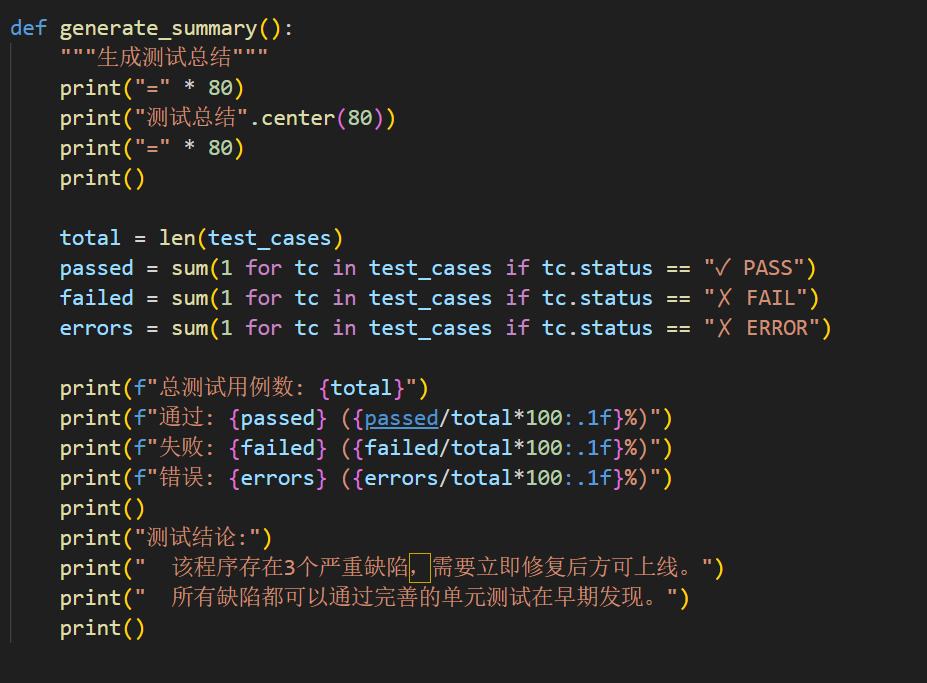 def generate_summary():
    """生成测试总结"""
    print("=" * 80)
    print("测试总结".center(80))
    print("=" * 80)
    print()

    total = len(test_cases)
    passed = sum(1 for tc in test_cases if tc.status == "✓ PASS")
    failed = sum(1 for tc in test_cases if tc.status == "✗ FAIL")
    errors = sum(1 for tc in test_cases if tc.status == "✗ ERROR")

    print(f"总测试用例数: {total}")
    print(f"通过: {passed} ({passed/total*100:.1f}%)")
    print(f"失败: {failed} ({failed/total*100:.1f}%)")
    print(f"错误: {errors} ({errors/total*100:.1f}%)")
    print()
    print("测试结论:")
    print("  该程序存在3个严重缺陷，需要立即修复后方可上线。")
    print("  所有缺陷都可以通过完善的单元测试在早期发现。")
    print()